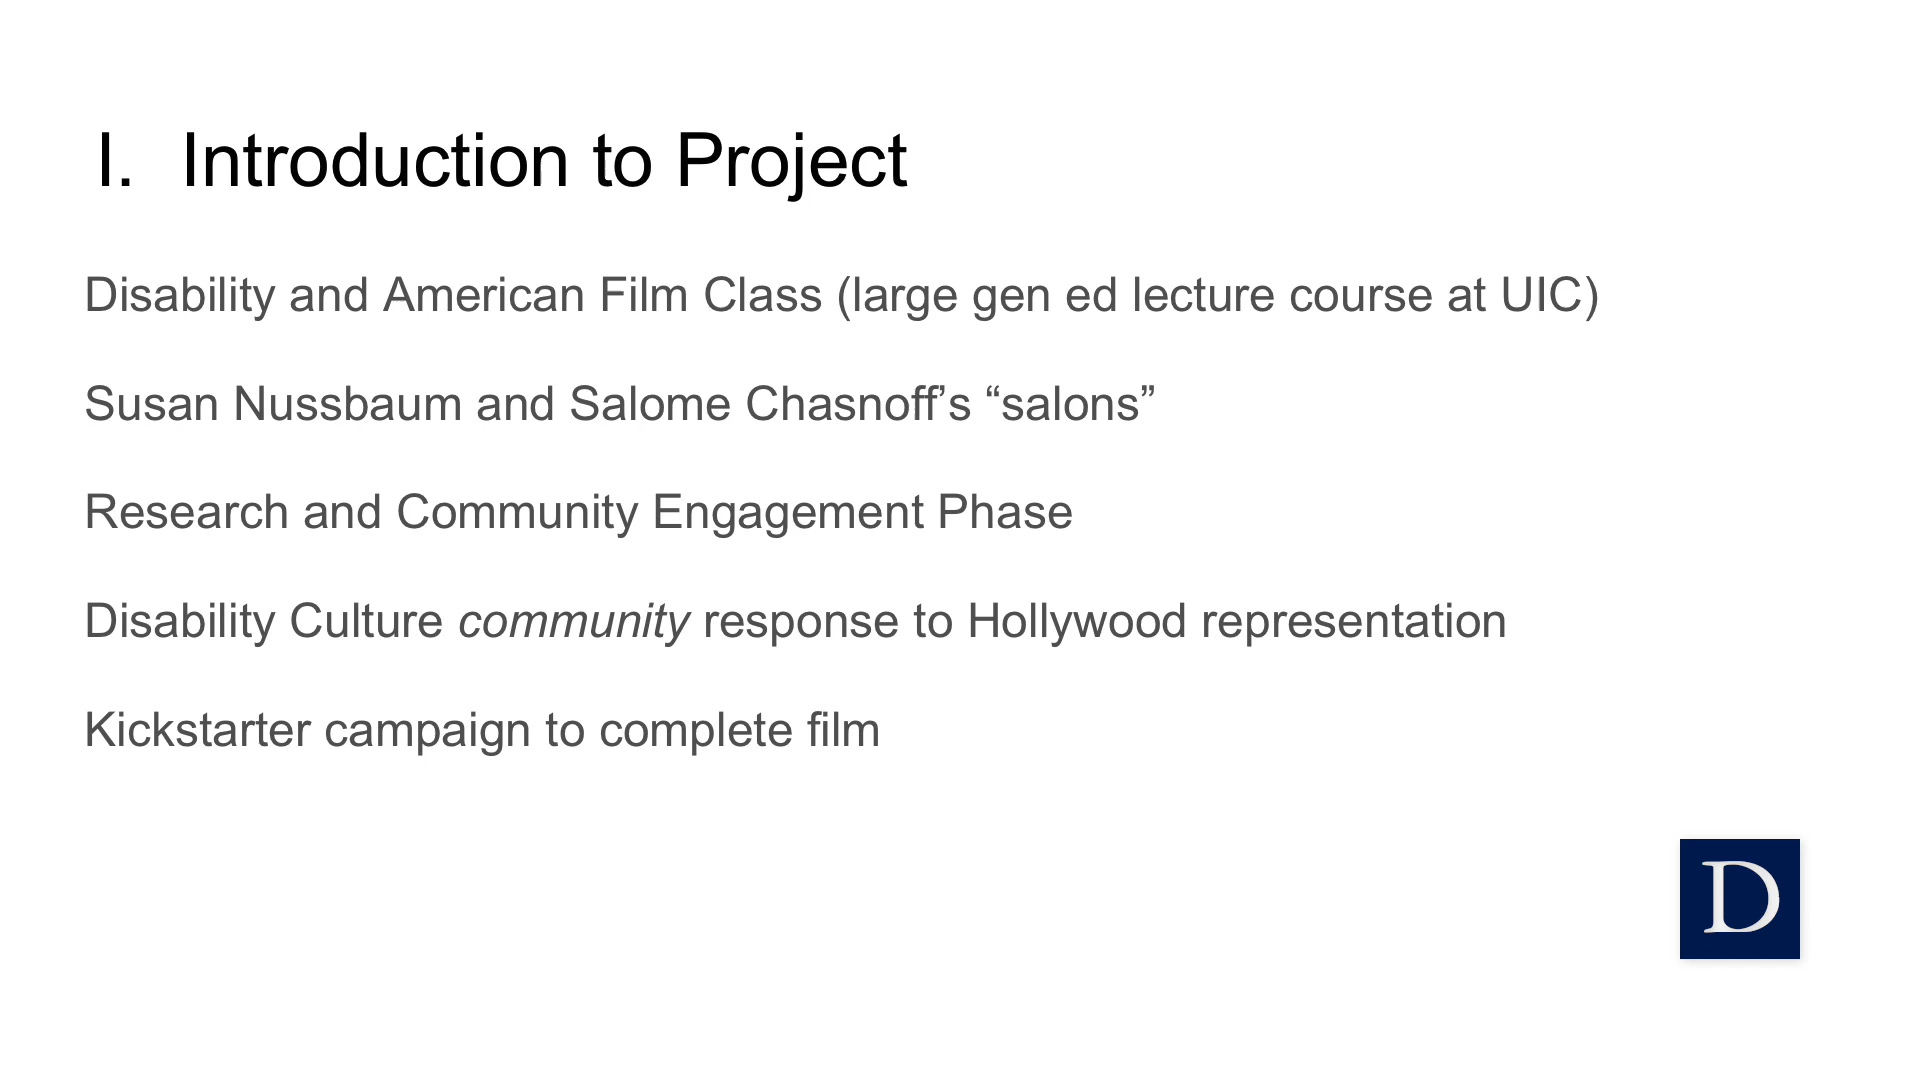 I. Introduction to Project
Disability and American Film Class (large gen ed lecture course at UIC)
Susan Nussbaum and Salome Chasnoff’s “salons”
Research and Community Engagement Phase
Disability Culture community response to Hollywood representation
Kickstarter campaign to complete film
D